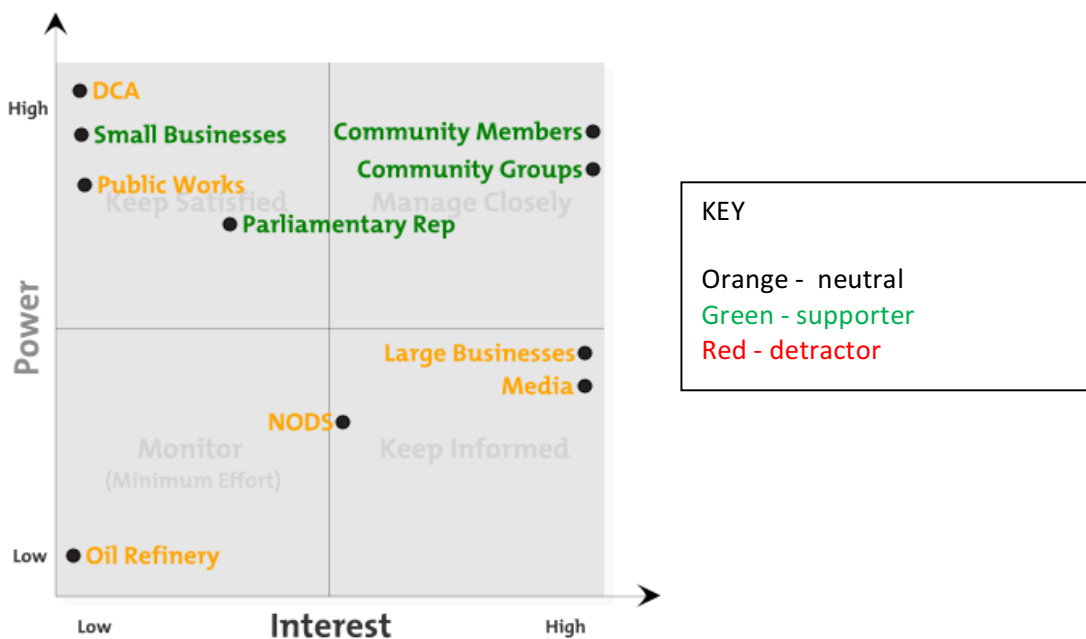 High
DCA
Small Businesses
Community Members
Community Groups
Public Works
Keep Satisfied
Manage Closely
Parliamentary Rep
Power
Large Businesses
Media
NODS
Monitor
(Minimum Effort)
Keep Informed
Low
Oil Refinery
Low
Interest
High
KEY
Orange - neutral
Green - supporter
Red - detractor